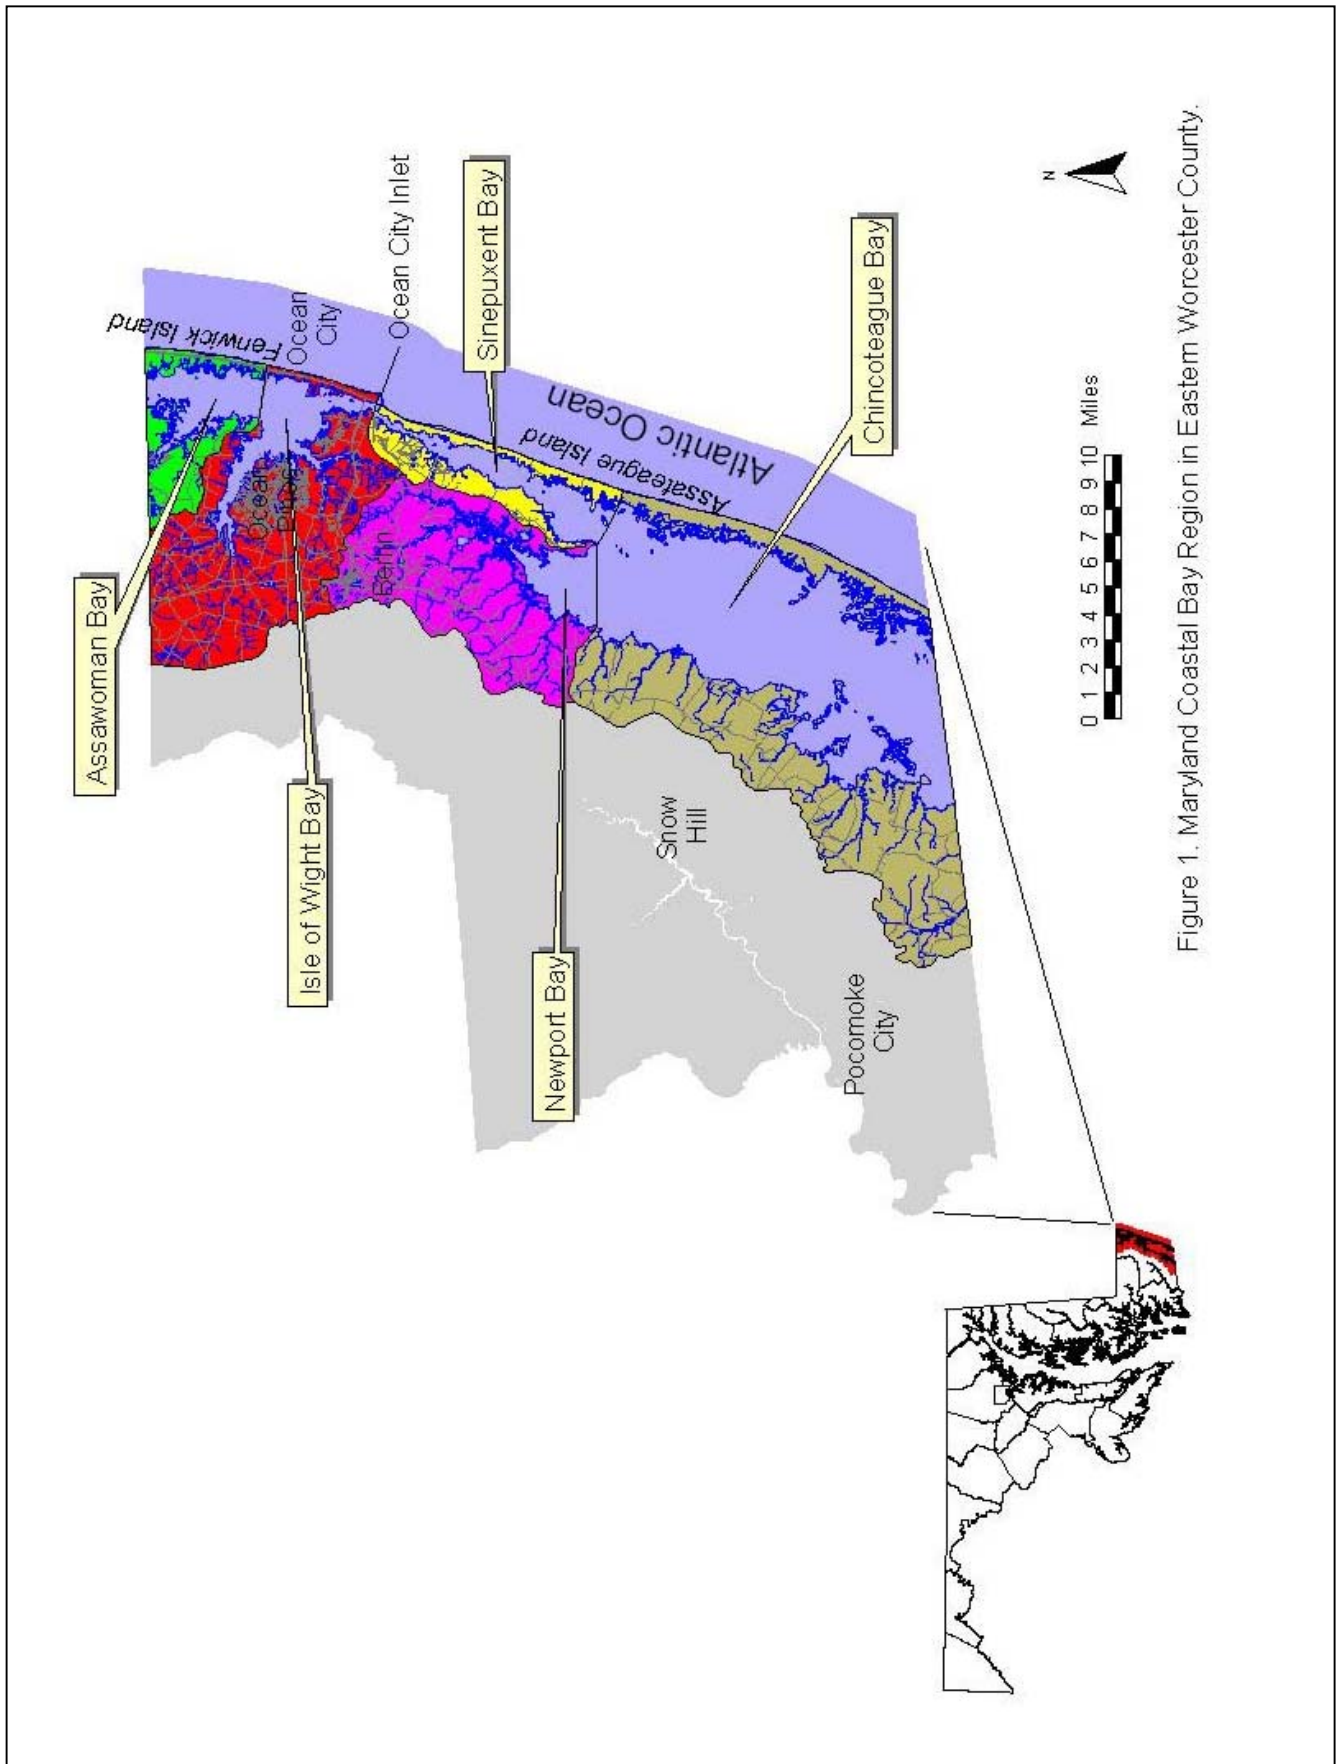 Assawoman Bay
Fenwick Island
Ocean
City
Ocean City Inlet
Isle of Wight Bay
Ocean
Pines
Berlin
Sinepuxent Bay
Assateague Island
Atlantic Ocean
Newport Bay
Snow
Hill
Chincoteague Bay
Pocomoke
City
N
0 1 2 3 4 5 6 7 8 9 10 Miles
Figure 1. Maryland Coastal Bay Region in Eastern Worcester County.